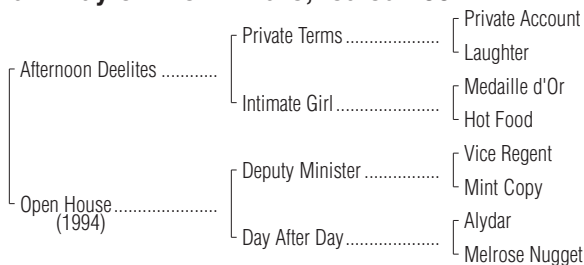 Private Account
Private Terms
Laughter
Afternoon Deelites
Medaille d'Or
Intimate Girl
Hot Food
Vice Regent
Deputy Minister
Mint Copy
Open House
(1994)
Alydar
Day After Day
Melrose Nugget